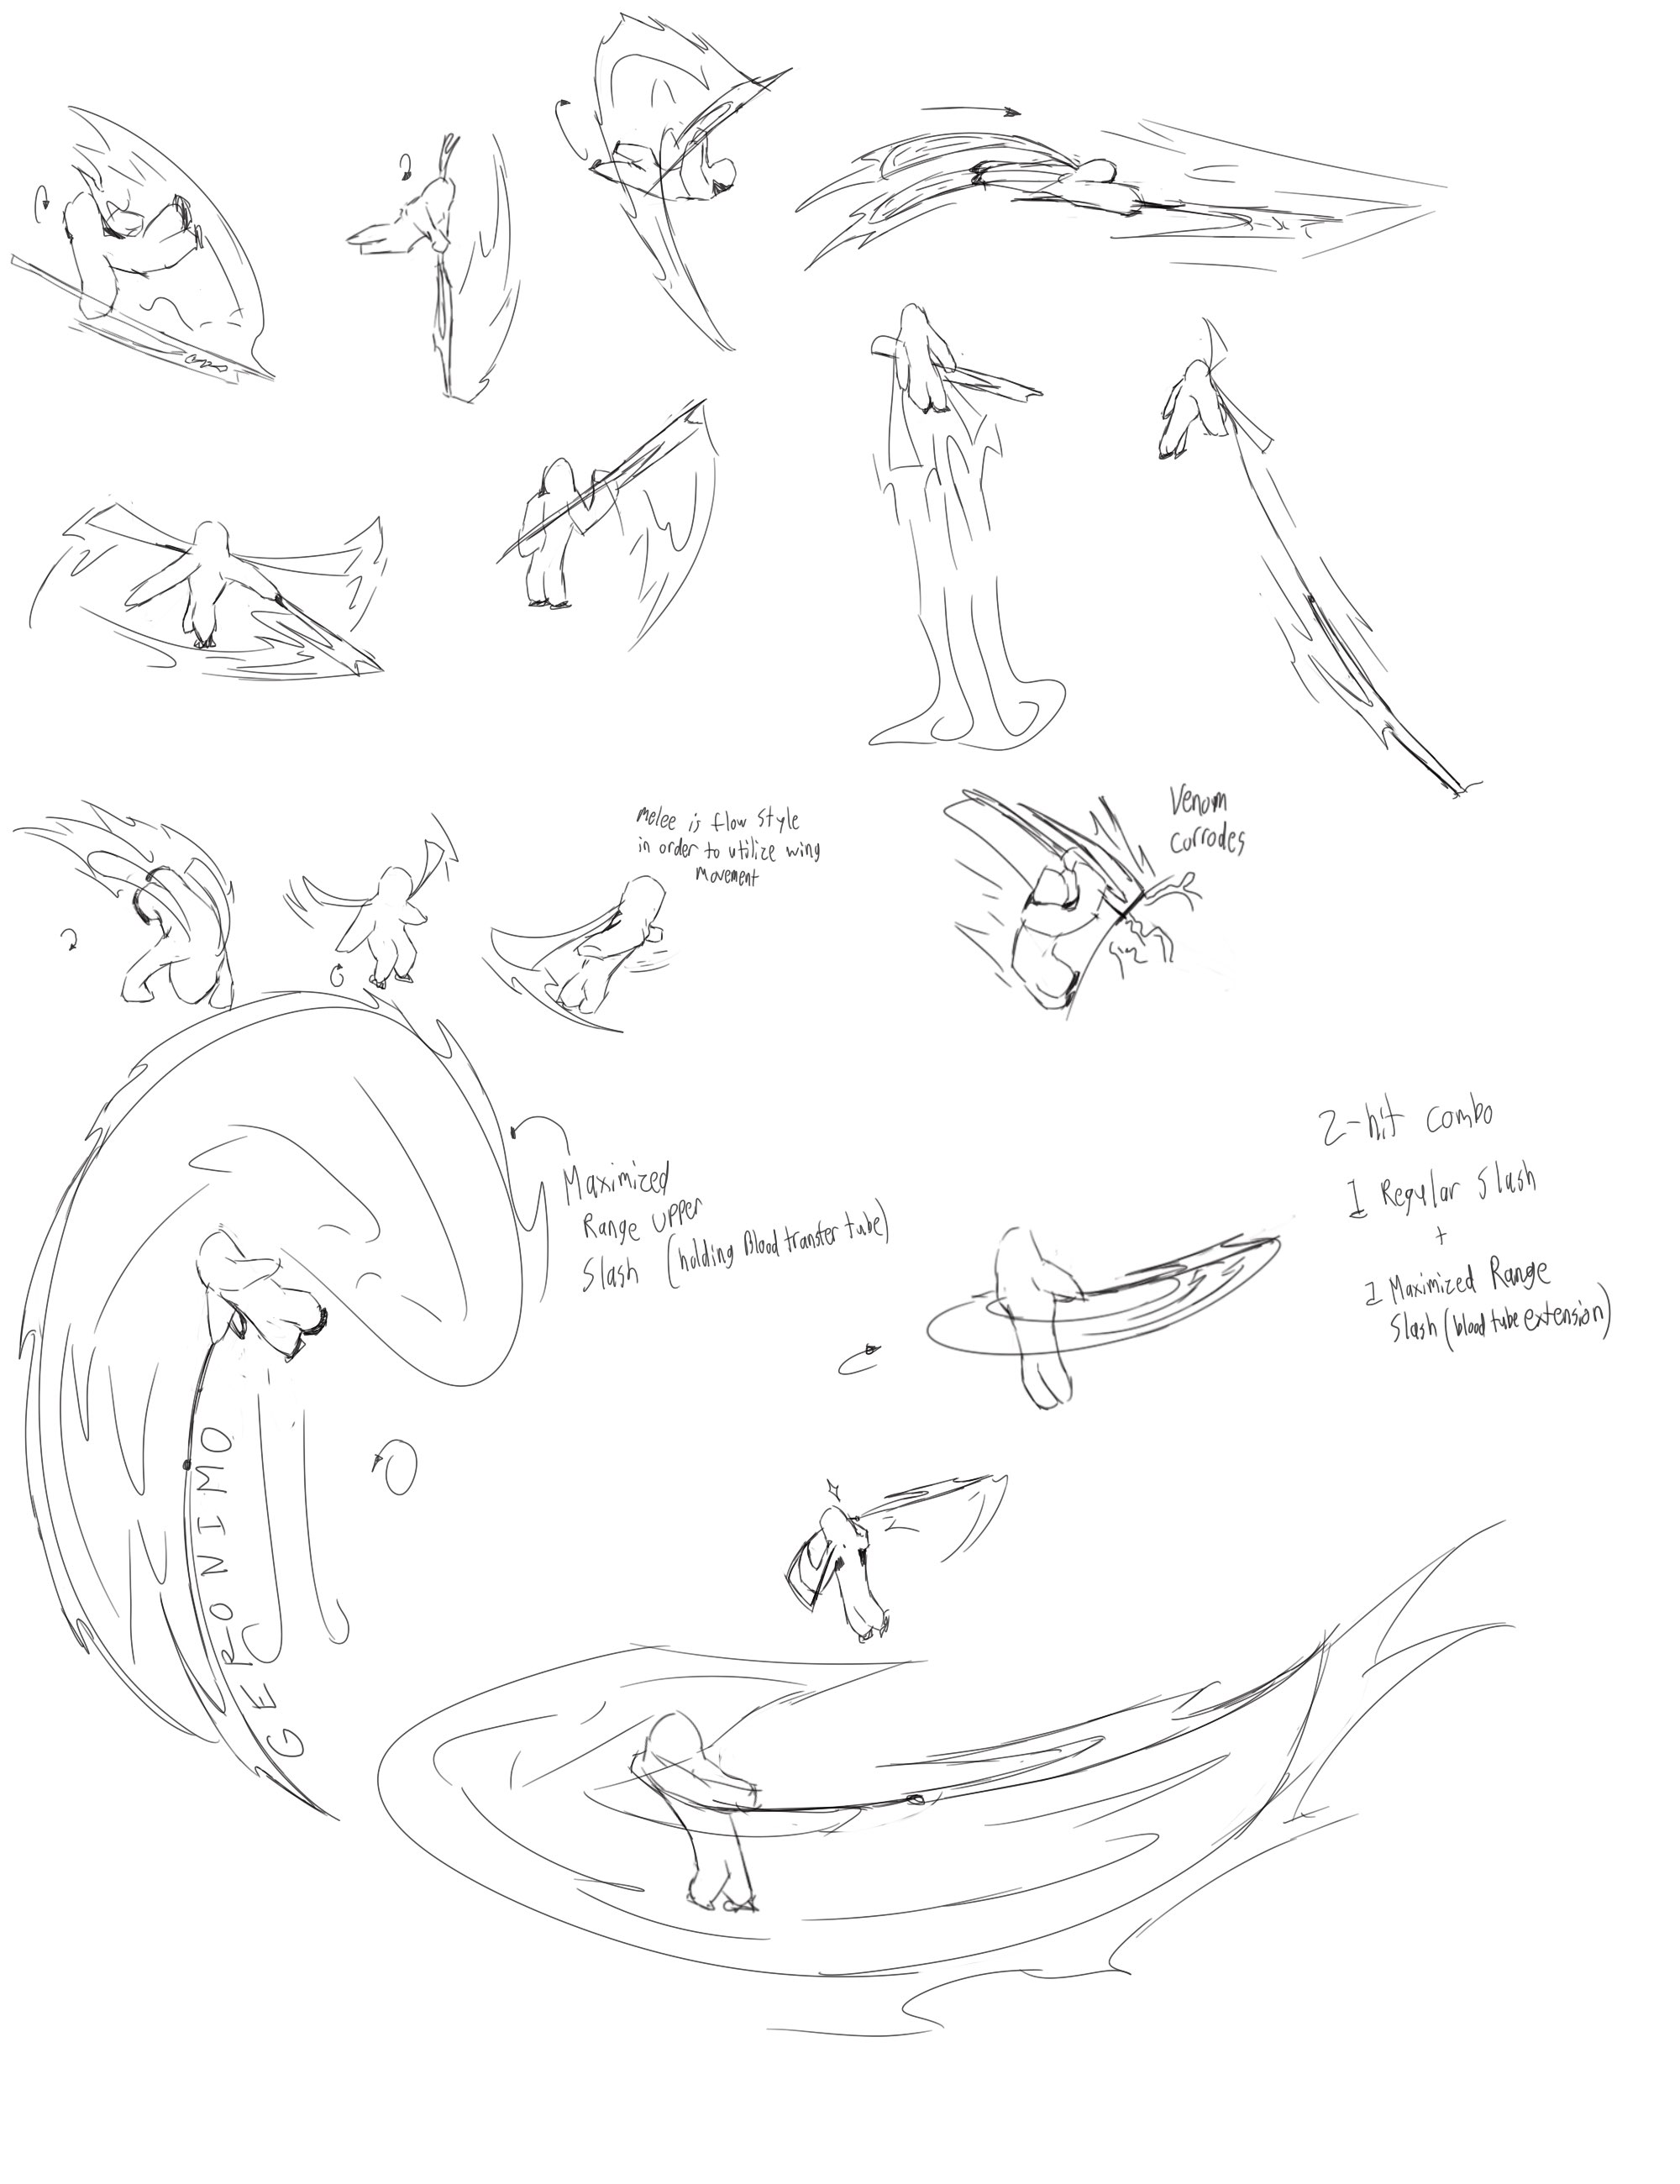 melee is flow style
in order to utilize wing
movement
Venom
corrodes
Maximized
Range upper
Slash (holding Blood transfer tube)
2-hit combo
1 Regular Slash
+
1 Maximized Range
Slash (blood tube extension)
GERONIMO